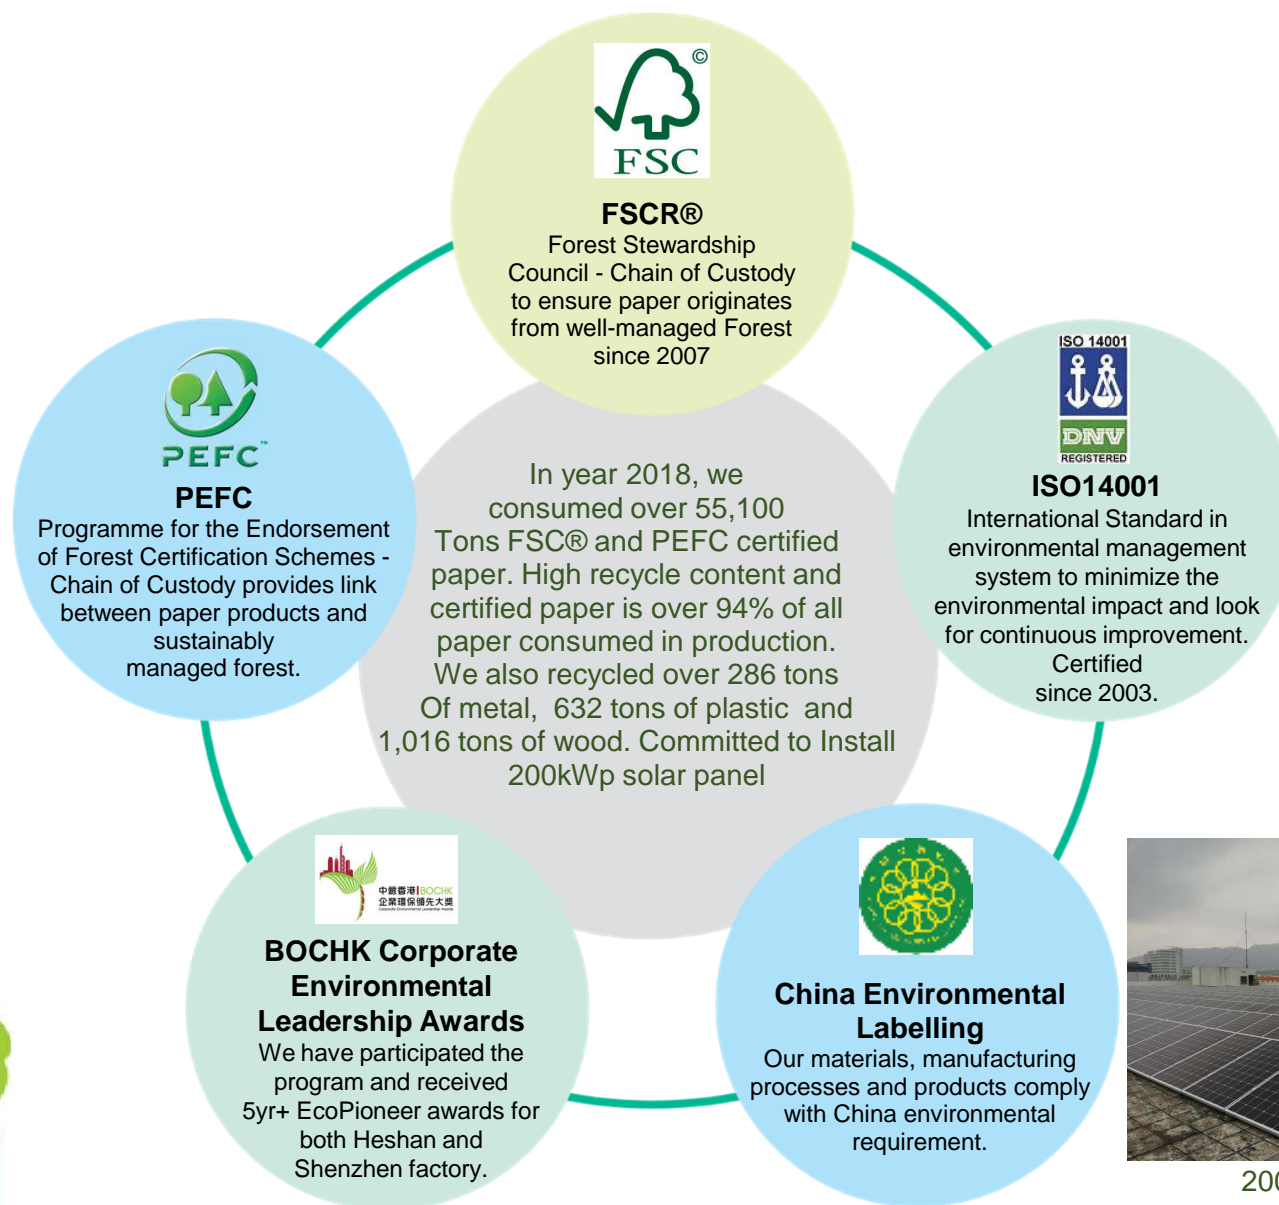 ©
FSC
FSCR®
Forest Stewardship
Council - Chain of Custody
to ensure paper originates
from well-managed Forest
since 2007
PEFC™
PEFC
Programme for the Endorsement
of Forest Certification Schemes -
Chain of Custody provides link
between paper products and
sustainably
managed forest.
ISO 14001
DNV
REGISTERED
ISO14001
International Standard in
environmental management
system to minimize the
environmental impact and look
for continuous improvement.
Certified
since 2003.
In year 2018, we
consumed over 55,100
Tons FSC® and PEFC certified
paper. High recycle content and
certified paper is over 94% of all
paper consumed in production.
We also recycled over 286 tons
Of metal, 632 tons of plastic and
1,016 tons of wood. Committed to Install
200kWp solar panel
中銀香港 BOCHK
企業環保領先大獎
Corporate Environmental Leadership Awards
BOCHK Corporate
Environmental
Leadership Awards
We have participated the
program and received
5yr+ EcoPioneer awards for
both Heshan and
Shenzhen factory.
China Environmental
Labelling
Our materials, manufacturing
processes and products comply
with China environmental
requirement.
200